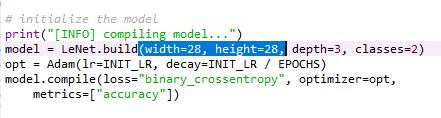 # initialize the model
print("[INFO] compiling model...")
model = LeNet.build(width=28, height=28, depth=3, classes=2)
opt = Adam(lr=INIT_LR, decay=INIT_LR / EPOCHS)
model.compile(loss="binary_crossentropy", optimizer=opt,
metrics=["accuracy"])